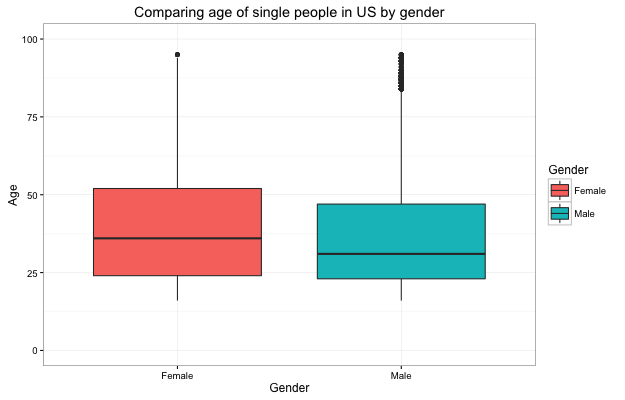 Comparing age of single people in US by gender
100
75
50
25
0
Age
Female
Male
Gender
Gender
Female
Male